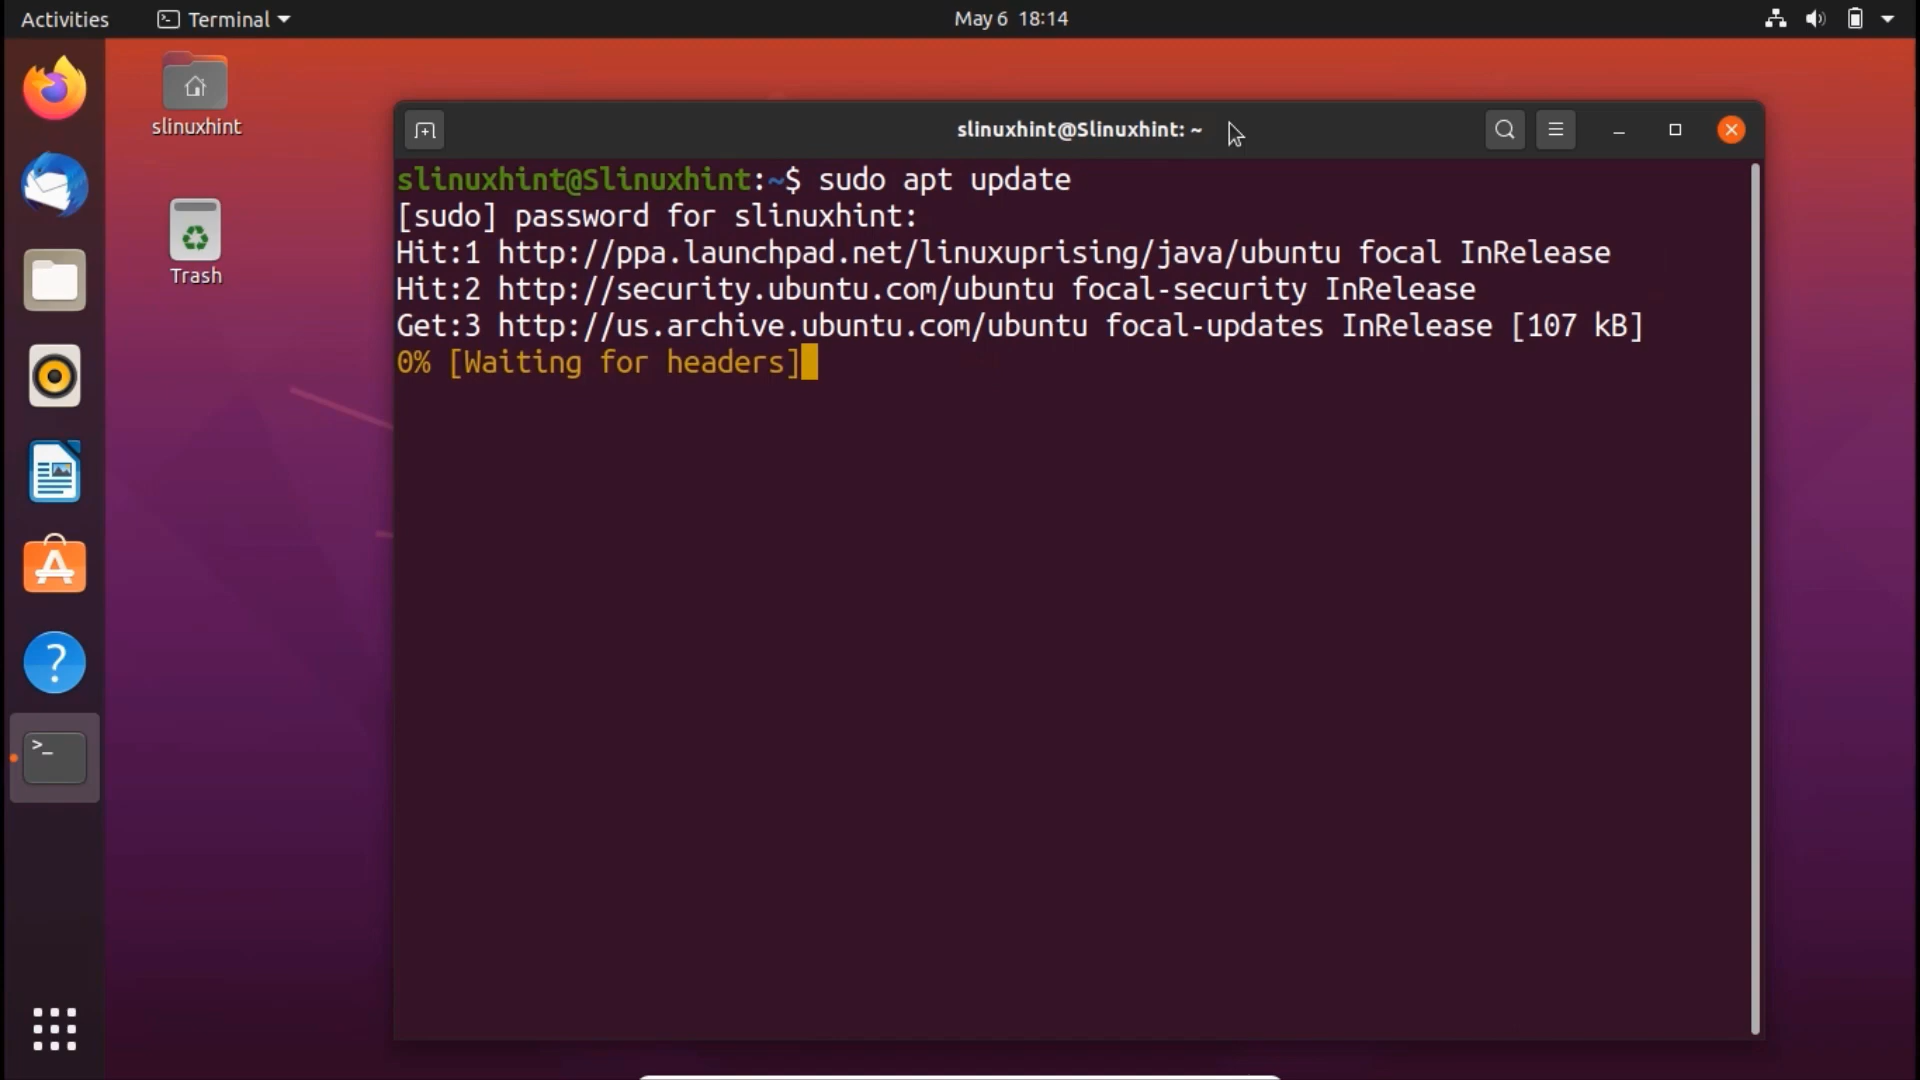 Activities Terminal May 6 18:14
slinuxhint
Trash
slinuxhint@Slinuxhint: ~
slinuxhint@Slinuxhint:~$ sudo apt update
[sudo] password for slinuxhint:
Hit:1 http://ppa.launchpad.net/linuxuprising/java/ubuntu focal InRelease
Hit:2 http://security.ubuntu.com/ubuntu focal-security InRelease
Get:3 http://us.archive.ubuntu.com/ubuntu focal-updates InRelease [107 kB]
0% [Waiting for headers]